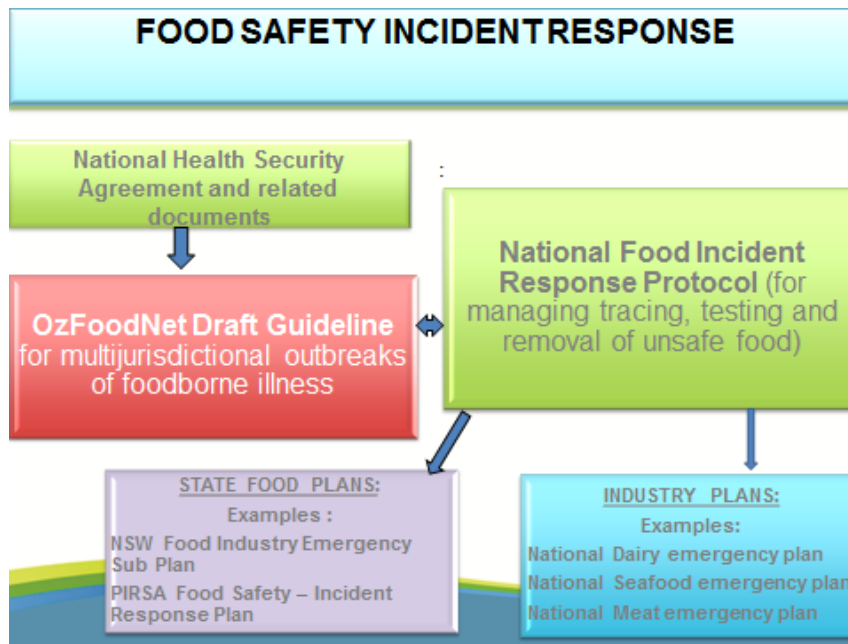 FOOD SAFETY INCIDENT RESPONSE
National Health Security
Agreement and related
documents
:
National Food Incident
Response Protocol (for
managing tracing, testing and
removal of unsafe food)
OzFoodNet Draft Guideline
for multijurisdictional outbreaks
of foodborne illness
STATE FOOD PLANS:
Examples :
NSW Food Industry Emergency
Sub Plan
PIRSA Food Safety – Incident
Response Plan
INDUSTRY PLANS:
Examples:
National Dairy emergency plan
National Seafood emergency plan
National Meat emergency plan